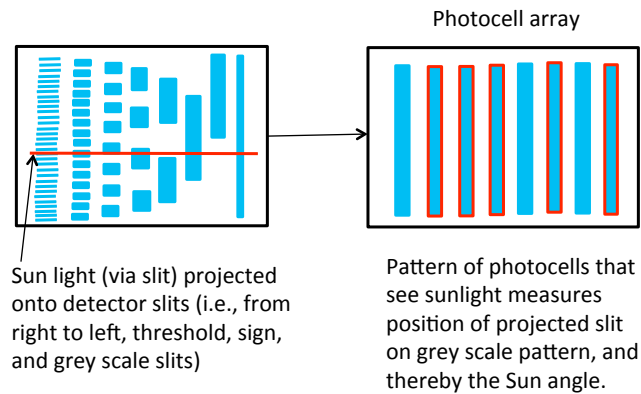 Photocell array
Sun light (via slit) projected
onto detector slits (i.e., from
right to left, threshold, sign,
and grey scale slits)
Pattern of photocells that
see sunlight measures
position of projected slit
on grey scale pattern, and
thereby the Sun angle.